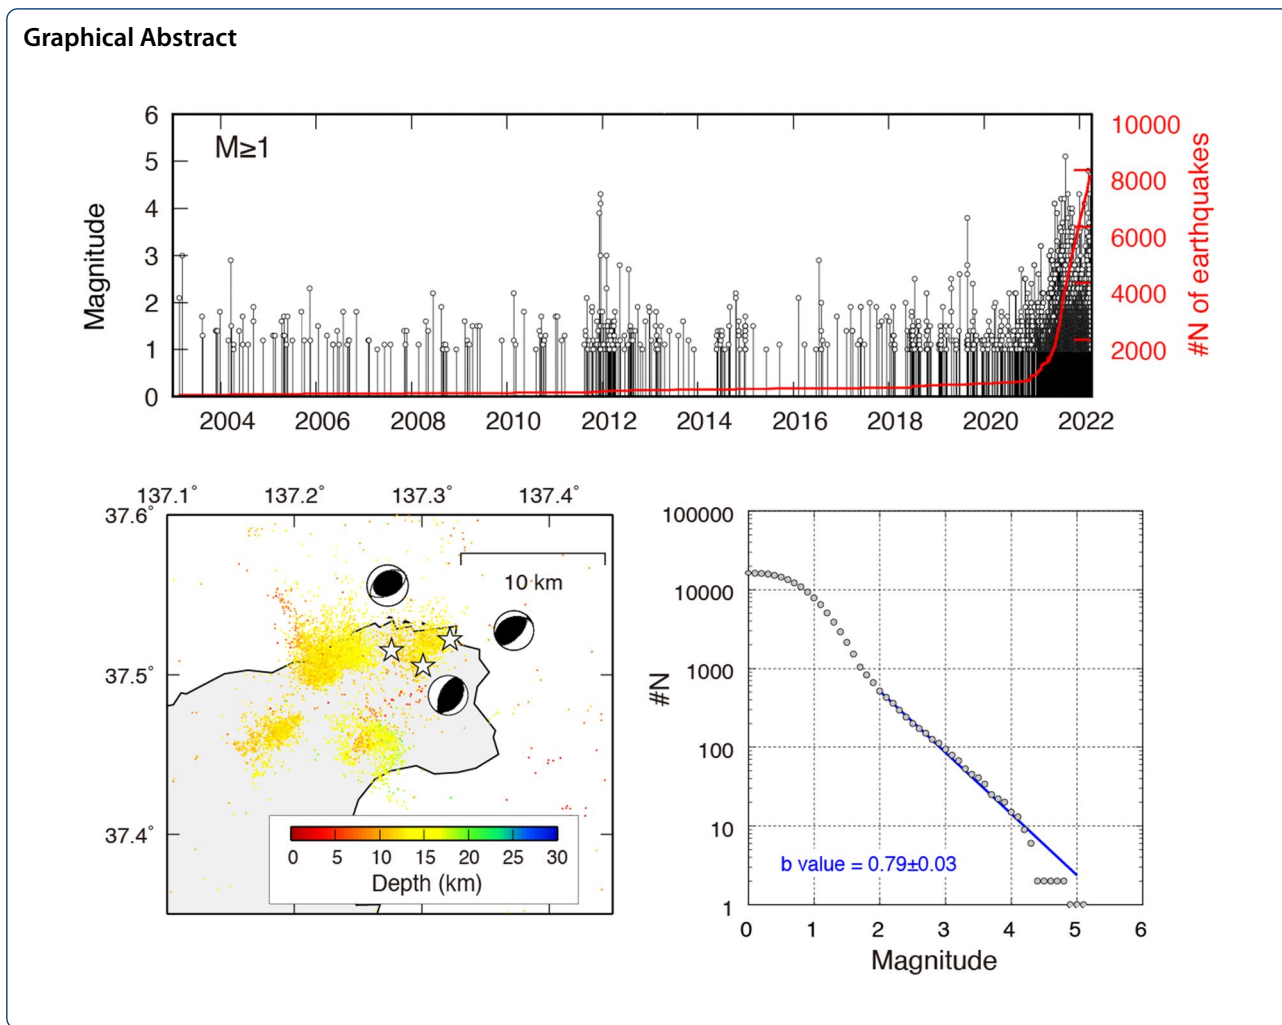 Graphical Abstract
M≥1
Magnitude
6
5
4
3
2
1
0
10000
8000
6000
4000
2000
#N of earthquakes
2004 2006 2008 2010 2012 2014 2016 2018 2020 2022
137.1° 137.2° 137.3° 137.4°
37.6°
37.5°
37.4°
10 km
0 5 10 15 20 25 30
Depth (km)
100000
10000
1000
100
10
1
#N
b value = 0.79±0.03
0 1 2 3 4 5 6
Magnitude